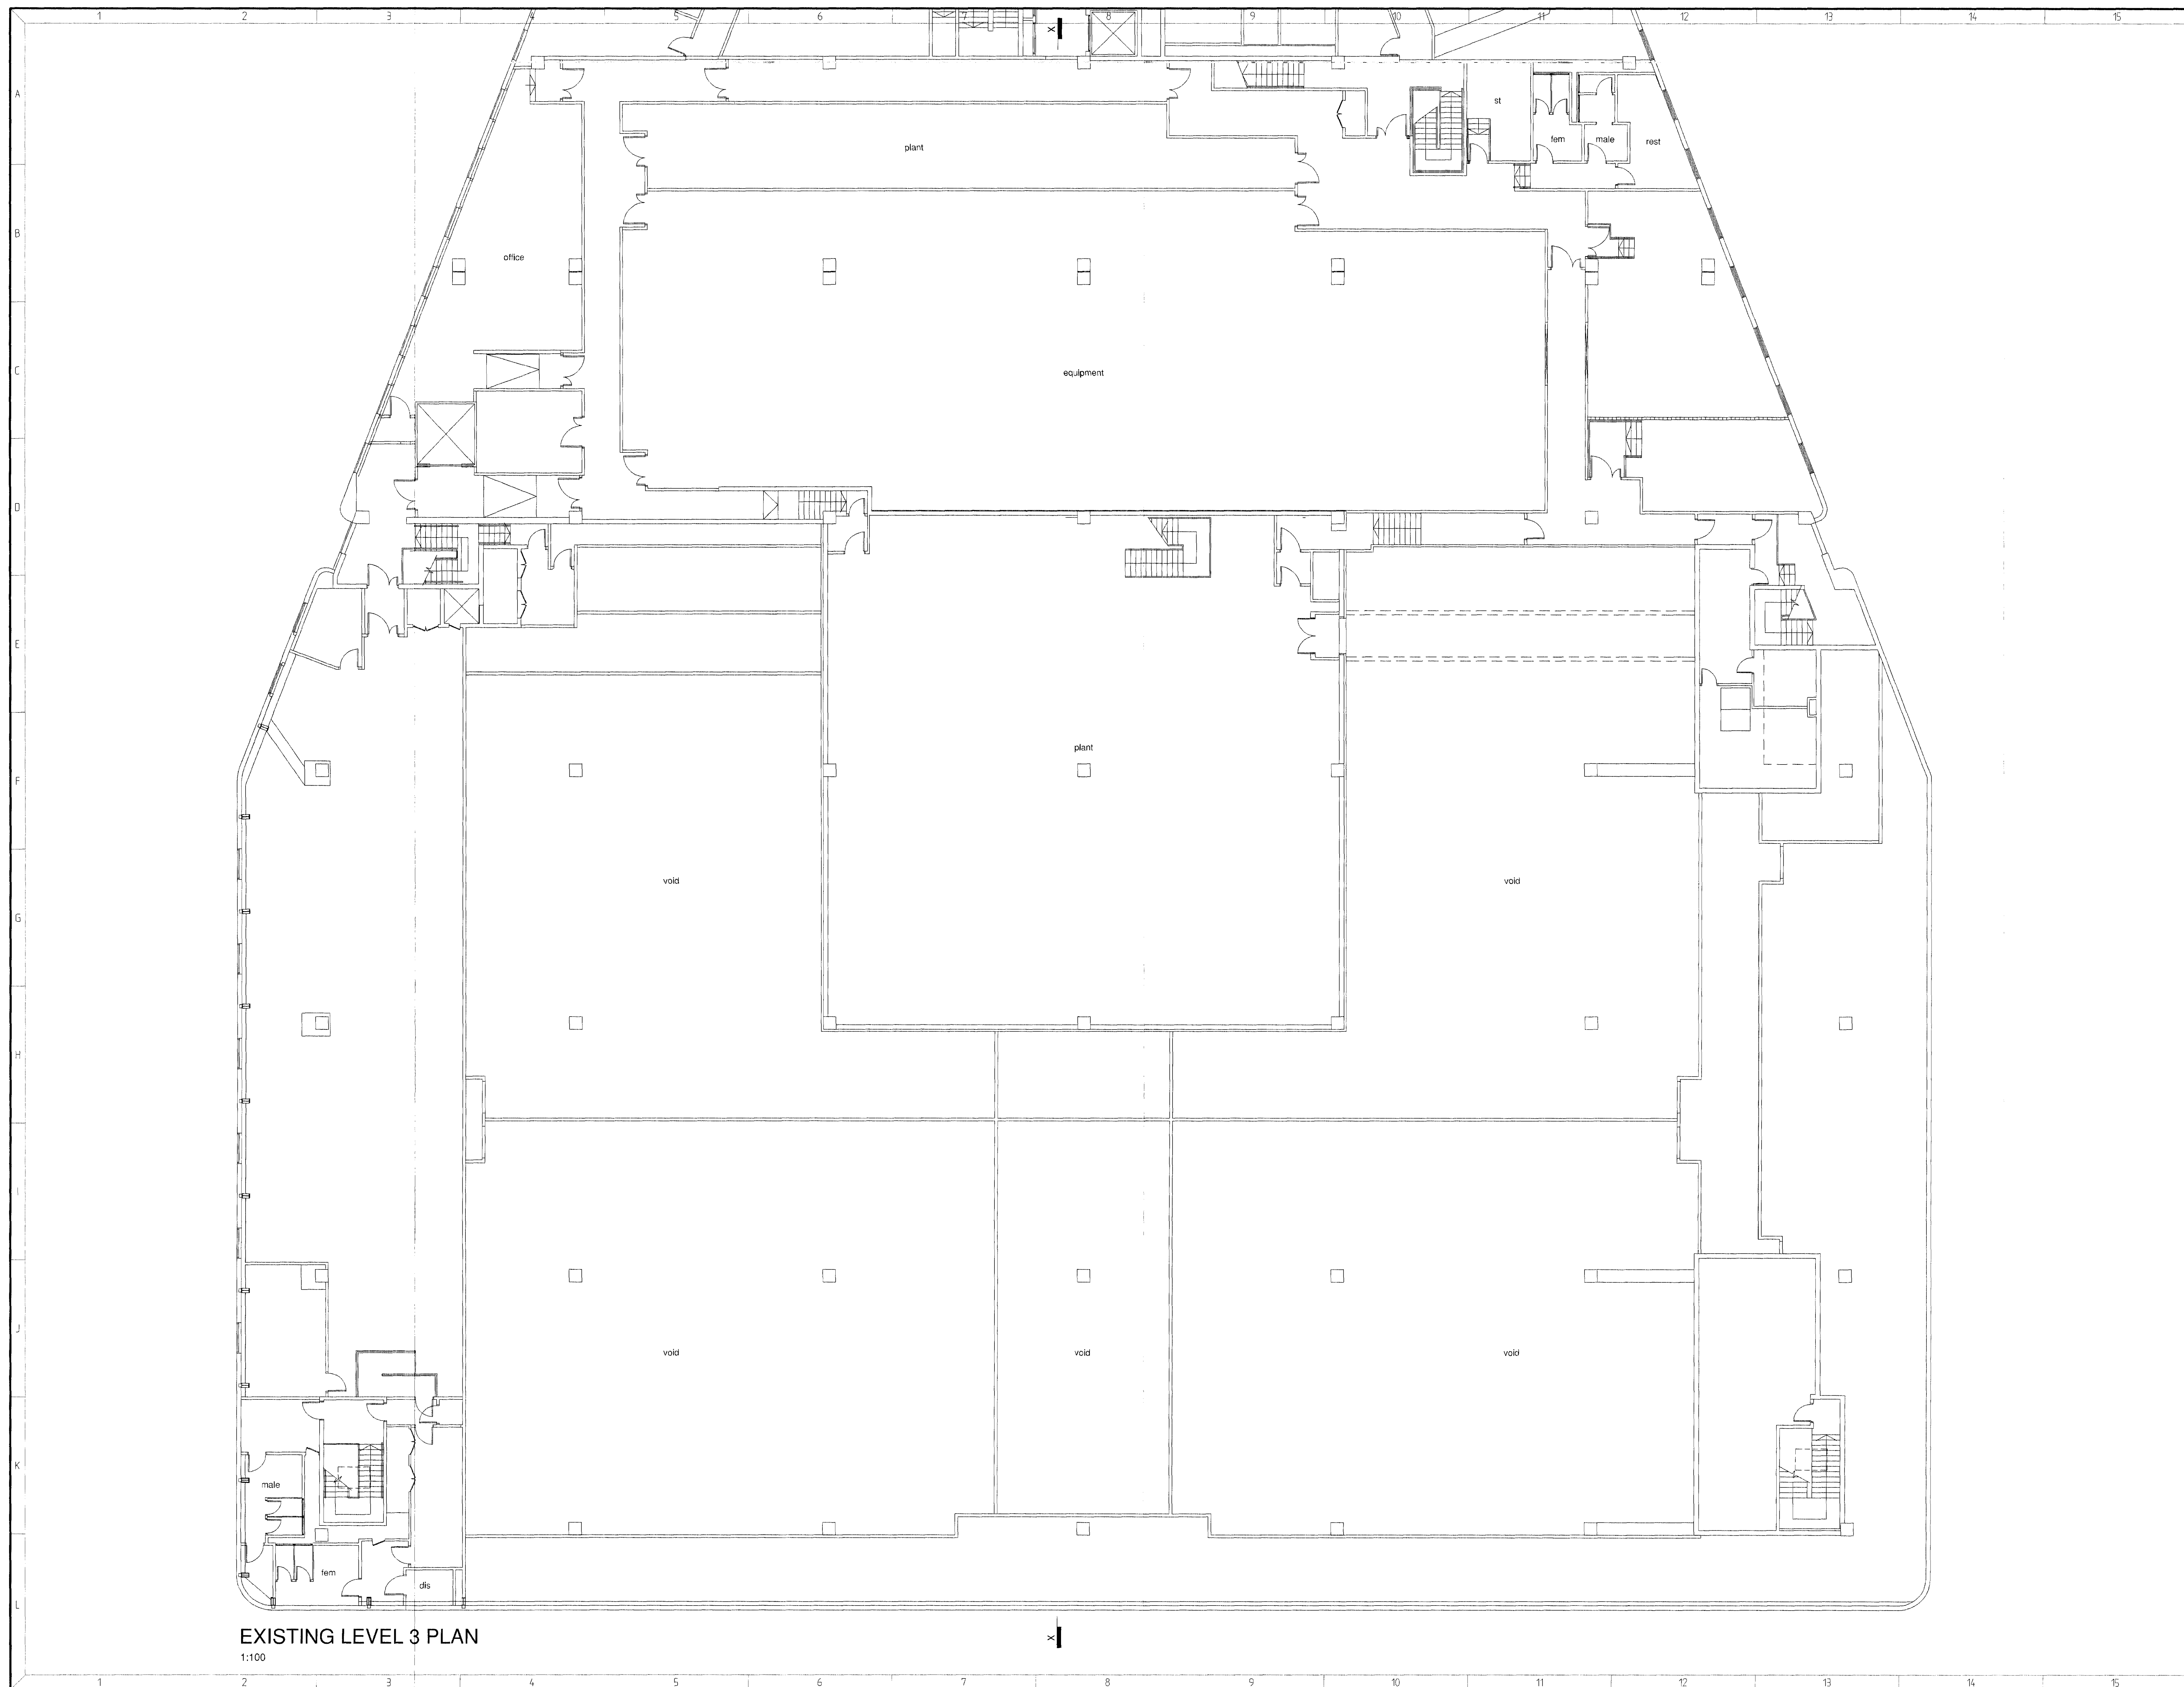 1 2 3 4 5 6 7 8 9 10 11 12 13 14 15
x
A
st
fem male rest
plant
B
office
C
equipment
D
E
plant
F
void void
G
H
I
J
void void void
K
male
fem
dis
L
EXISTING LEVEL 3 PLAN
1:100
x
1 2 3 4 5 6 7 8 9 10 11 12 13 14 15